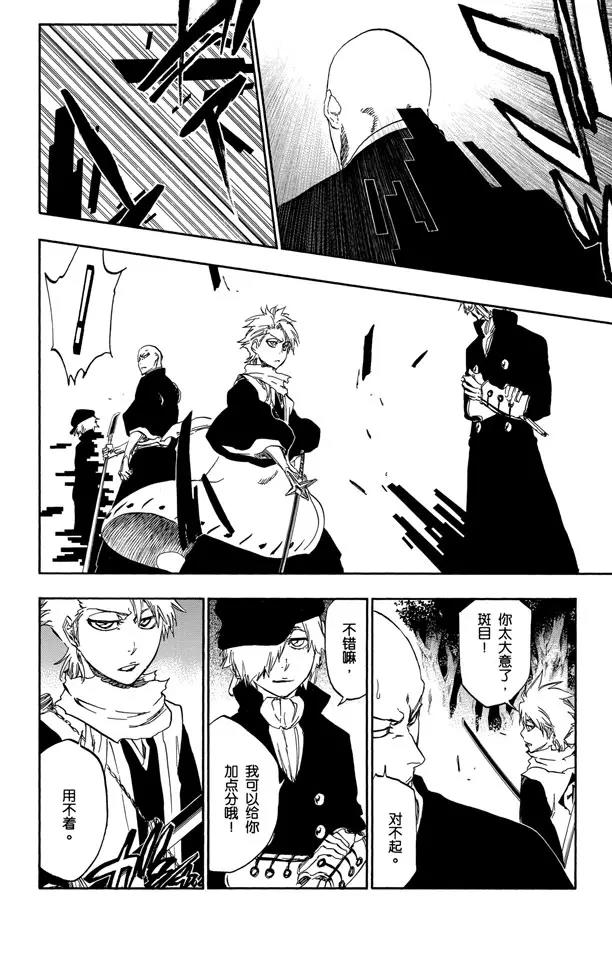 你太大意了，
斑目！
对不起。
不错嘛，
我可以给你
加点分哦！
用不着。